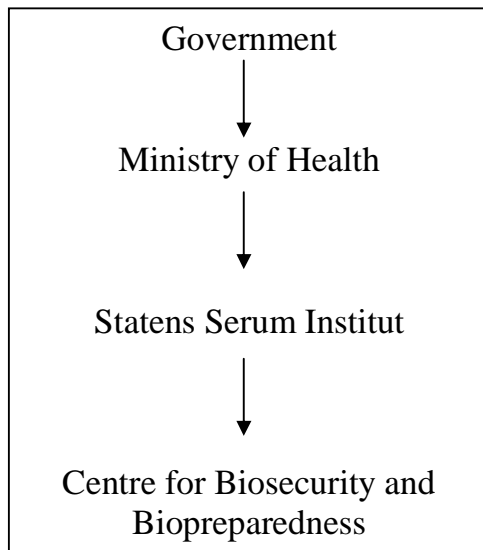 Government
Ministry of Health
Statens Serum Institut
Centre for Biosecurity and
Biopreparedness